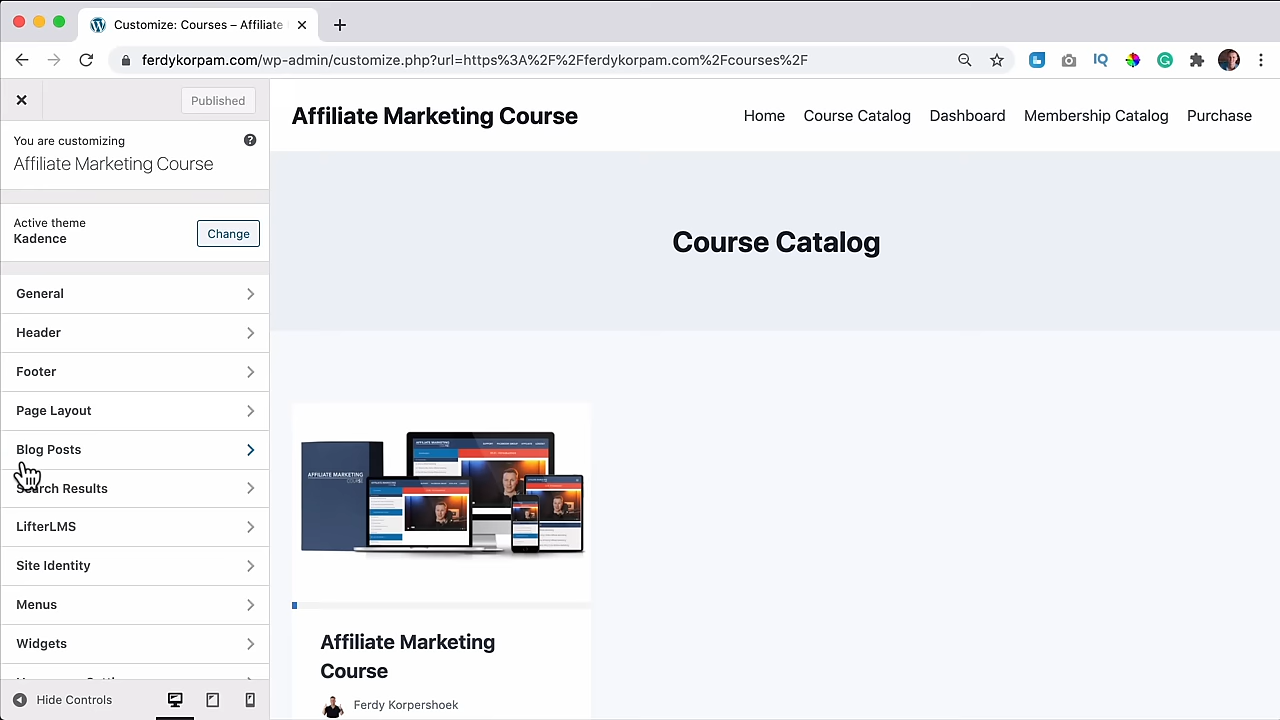 Customize: Courses – Affiliate
ferdykorpam.com/wp-admin/customize.php?url=https%3A%2F%2Fferdykorpam.com%2Fcourses%2F
Published
You are customizing
Affiliate Marketing Course
Active theme
Kadence
Change
General
Header
Footer
Page Layout
Blog Posts
Search Results
LifterLMS
Site Identity
Menus
Widgets
Hide Controls
Affiliate Marketing Course
Home
Course Catalog
Dashboard
Membership Catalog
Purchase
Course Catalog
AFFILIATE MARKETING
Affiliate Marketing
Course
Ferdy Korpershoek